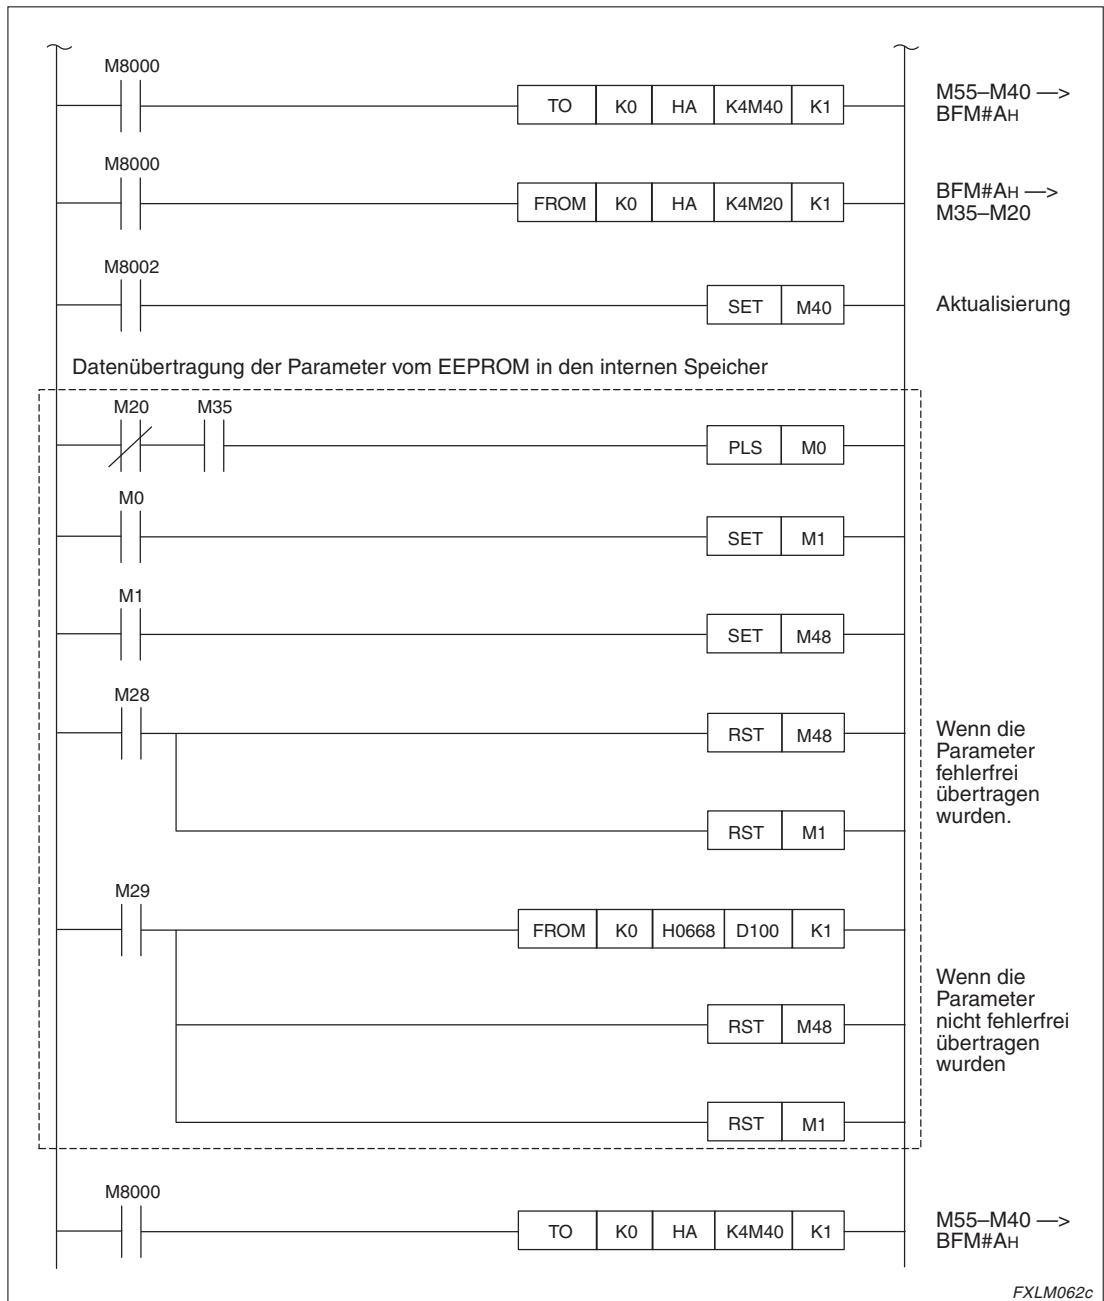 M8000
TO K0 HA K4M40 K1
M55–M40 —>
BFM#AH
M8000
FROM K0 HA K4M20 K1
BFM#AH —>
M35–M20
M8002
SET M40
Aktualisierung
Datenübertragung der Parameter vom EEPROM in den internen Speicher
M20 M35
PLS M0
M0
SET M1
M1
SET M48
M28
RST M48
Wenn die
Parameter
fehlerfrei
übertragen
wurden.
RST M1
M29
FROM K0 H0668 D100 K1
Wenn die
Parameter
nicht fehlerfrei
übertragen
wurden
RST M48
RST M1
M8000
TO K0 HA K4M40 K1
M55–M40 —>
BFM#AH
FXLM062c